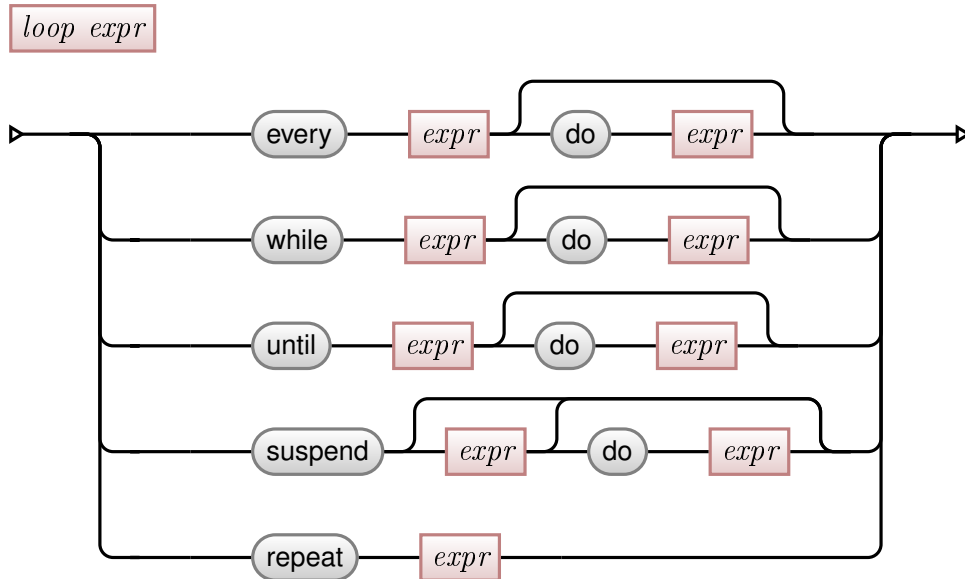 loop expr
every expr do expr
while expr do expr
until expr do expr
suspend expr do expr
repeat expr